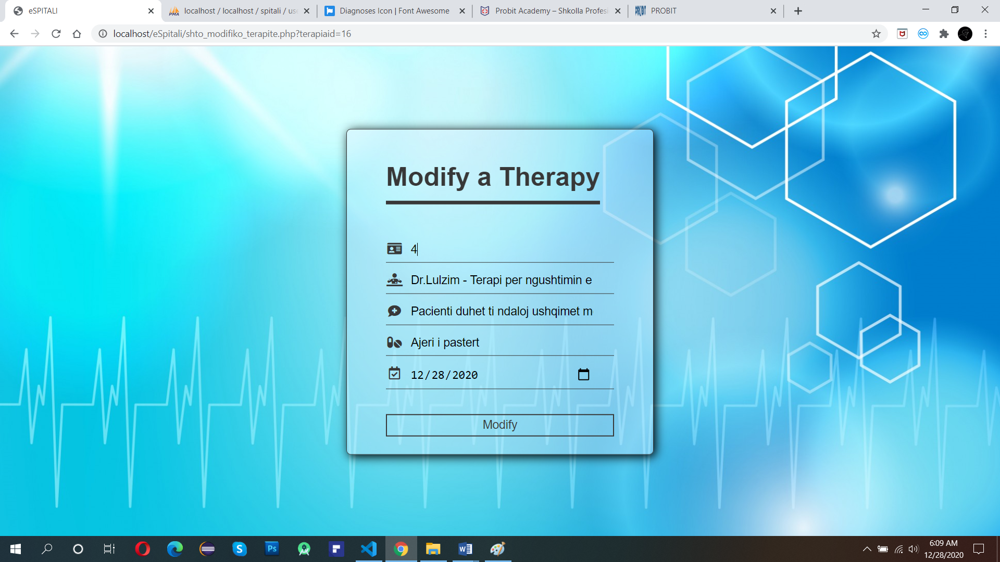 eSPITALI
localhost / localhost / spitali / us
Diagnoses Icon | Font Awesome
Probit Academy – Shkolla Profes
PROBIT
localhost/eSpitali/shto_modifiko_terapite.php?terapiaid=16
Modify a Therapy
4
Dr.Lulzim - Terapi per ngushtimin e
Pacienti duhet ti ndaloj ushqimet m
Ajeri i pastert
12/28/2020
Modify
6:09 AM
12/28/2020